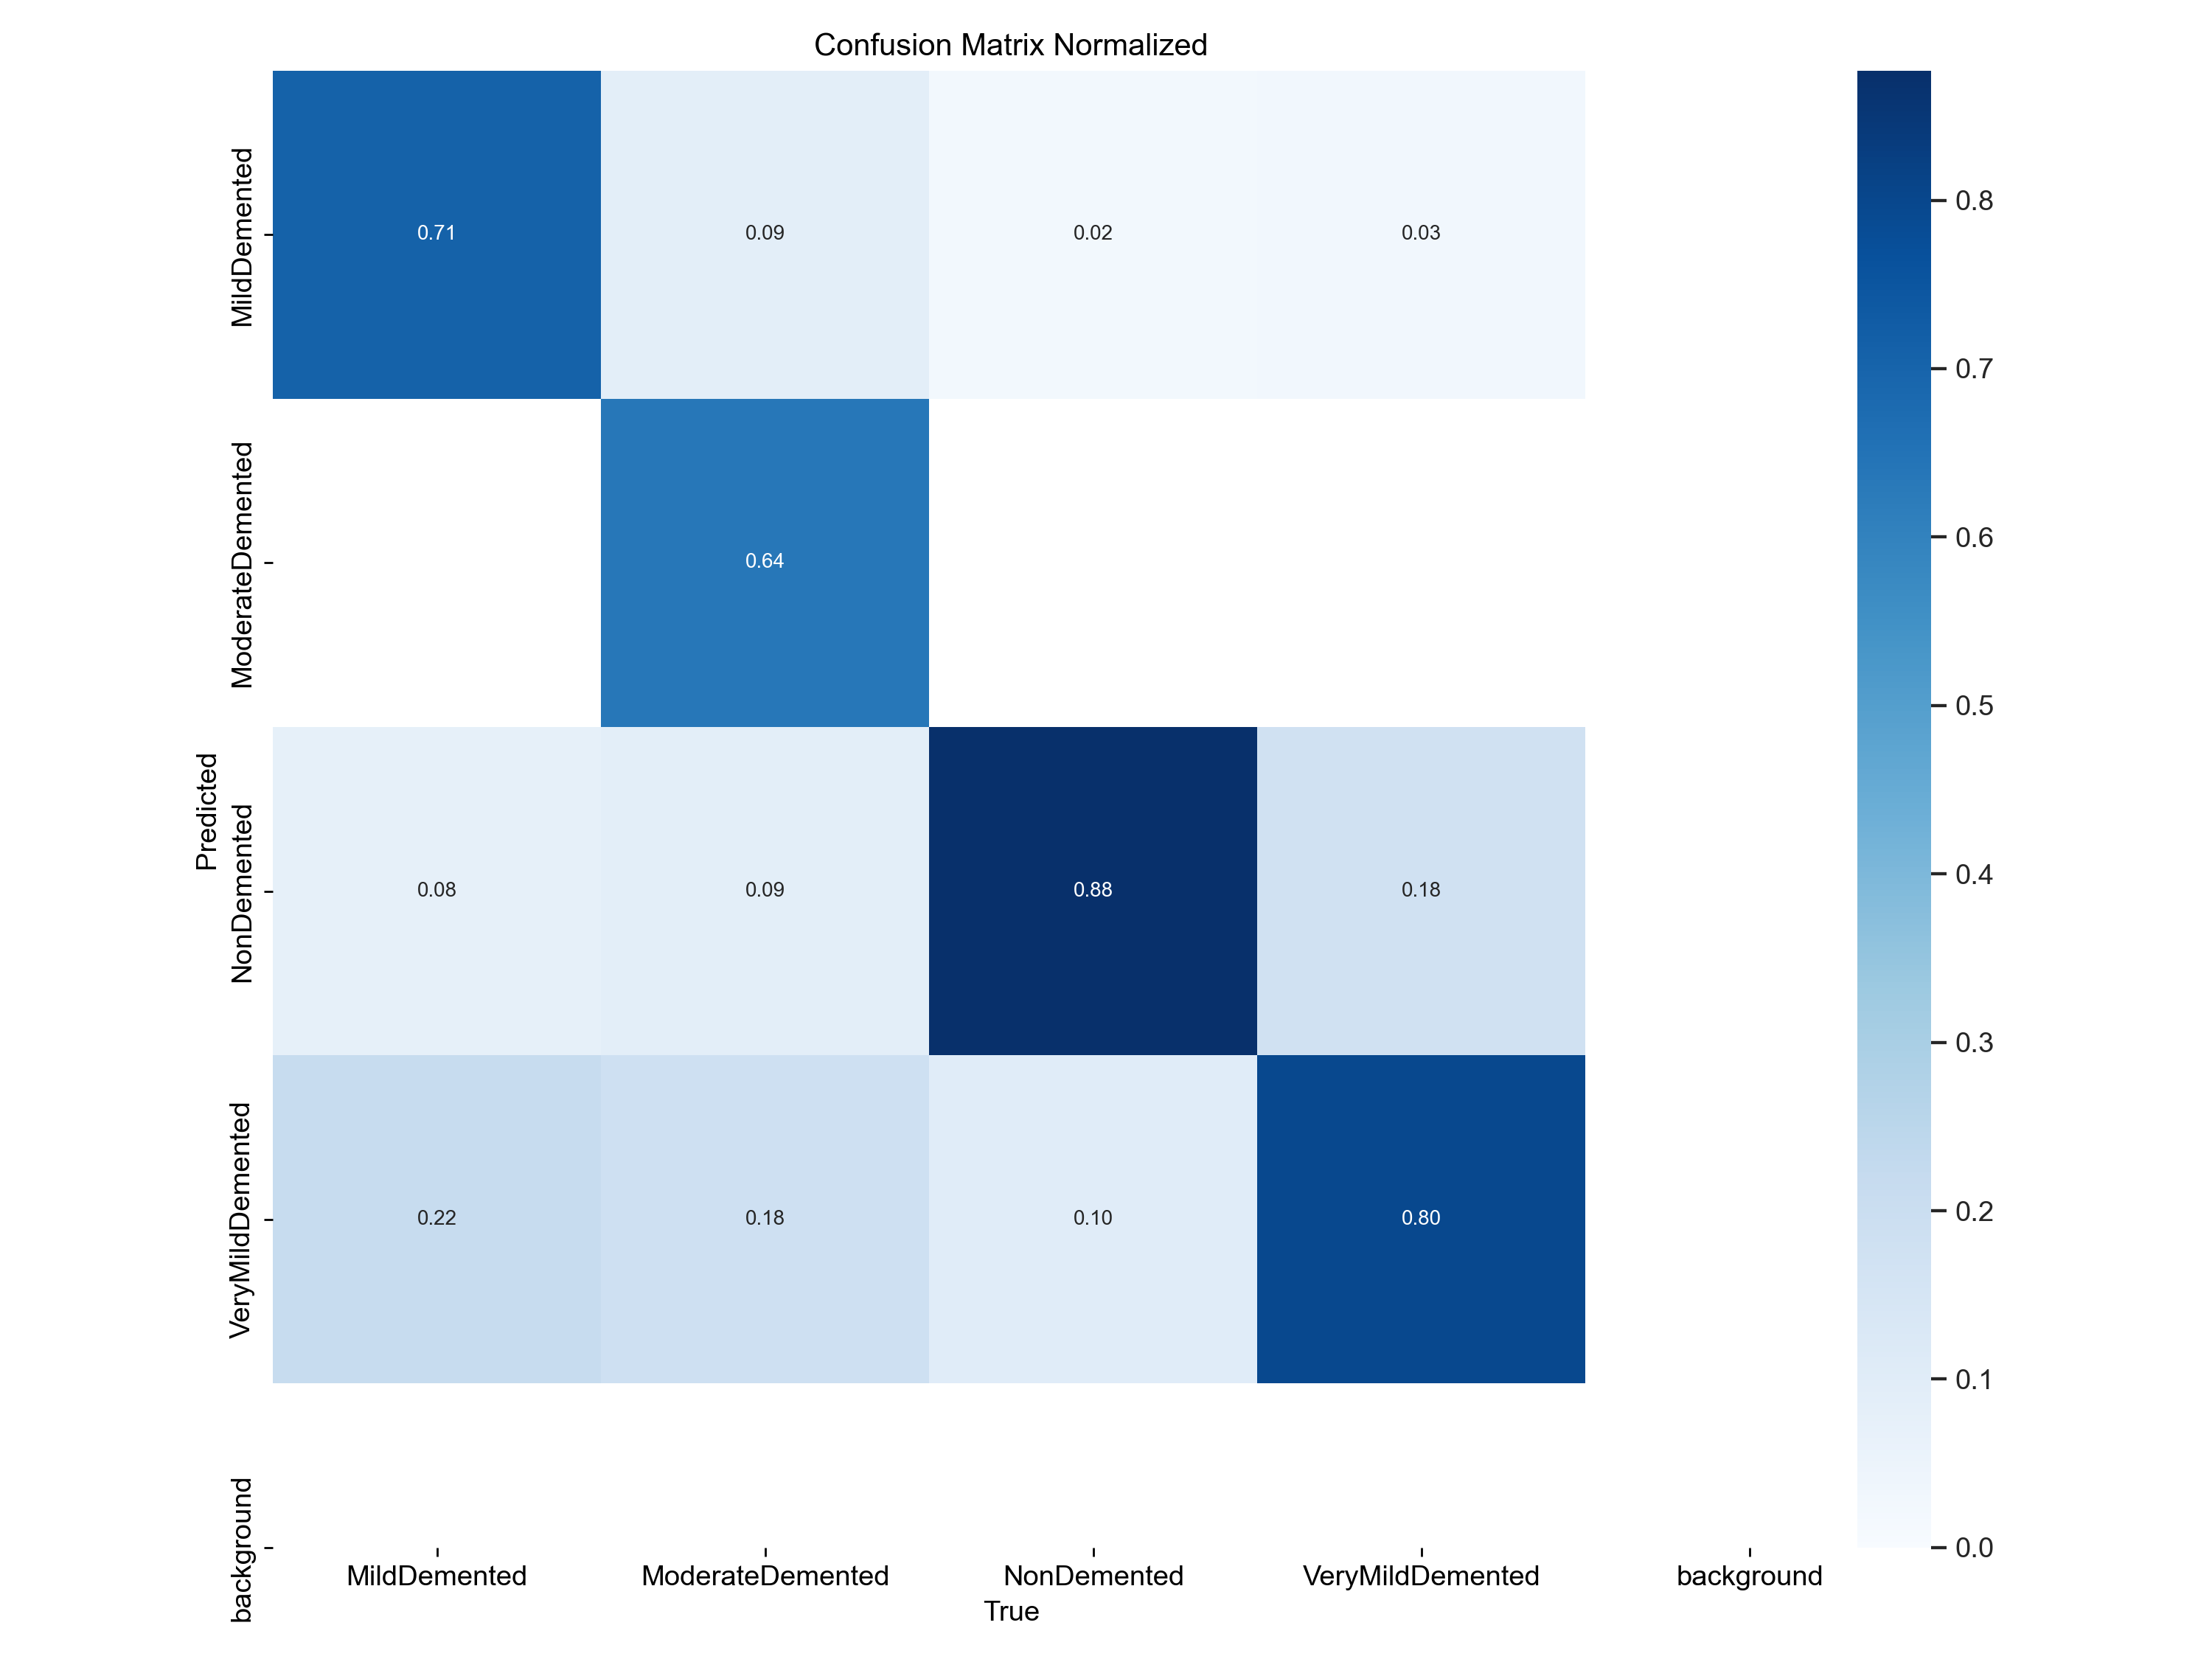 Confusion Matrix Normalized
MildDemented
0.71 0.09 0.02 0.03
ModerateDemented
0.64
NonDemented
0.08 0.09 0.88 0.18
VeryMildDemented
0.22 0.18 0.10 0.80
background
Predicted
MildDemented ModerateDemented NonDemented VeryMildDemented background
True
0.8
0.7
0.6
0.5
0.4
0.3
0.2
0.1
0.0